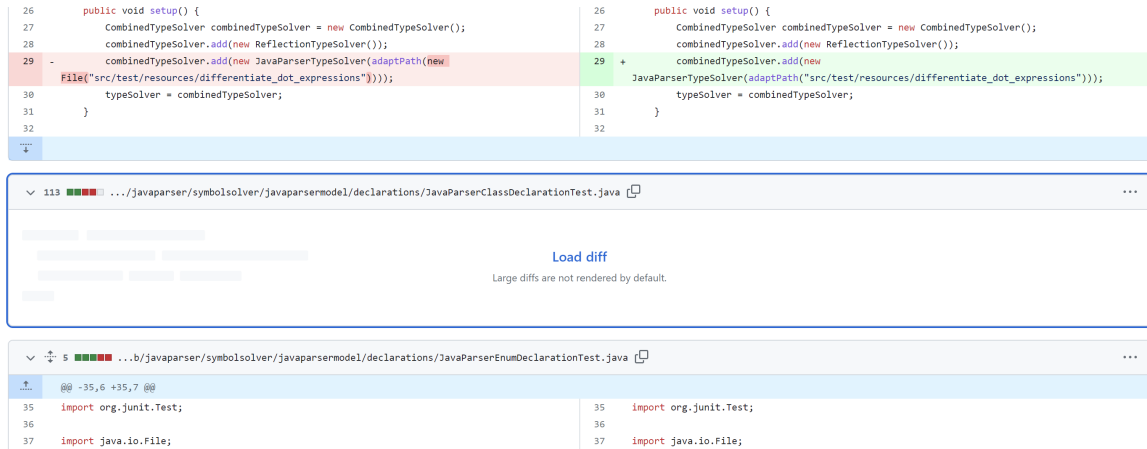 26 public void setup() { 26 public void setup() {
27 CombinedTypeSolver combinedTypeSolver = new CombinedTypeSolver(); 27 CombinedTypeSolver combinedTypeSolver = new CombinedTypeSolver();
28 combinedTypeSolver.add(new ReflectionTypeSolver()); 28 combinedTypeSolver.add(new ReflectionTypeSolver());
29 - combinedTypeSolver.add(new JavaParserTypeSolver(adaptPath(new 29 + combinedTypeSolver.add(new
File("src/test/resources/differentiate_dot_expressions")))); JavaParserTypeSolver(adaptPath("src/test/resources/differentiate_dot_expressions")));
30 typeSolver = combinedTypeSolver; 30 typeSolver = combinedTypeSolver;
31 } 31 }
32 32
113 .../javaparser/symbolsolver/javaparsermodel/declarations/JavaParserClassDeclarationTest.java
Load diff
Large diffs are not rendered by default.
5 ...b/javaparser/symbolsolver/javaparsermodel/declarations/JavaParserEnumDeclarationTest.java
@@ -35,6 +35,7 @@
35 import org.junit.Test; 35 import org.junit.Test;
36 36
37 import java.io.File; 37 import java.io.File;